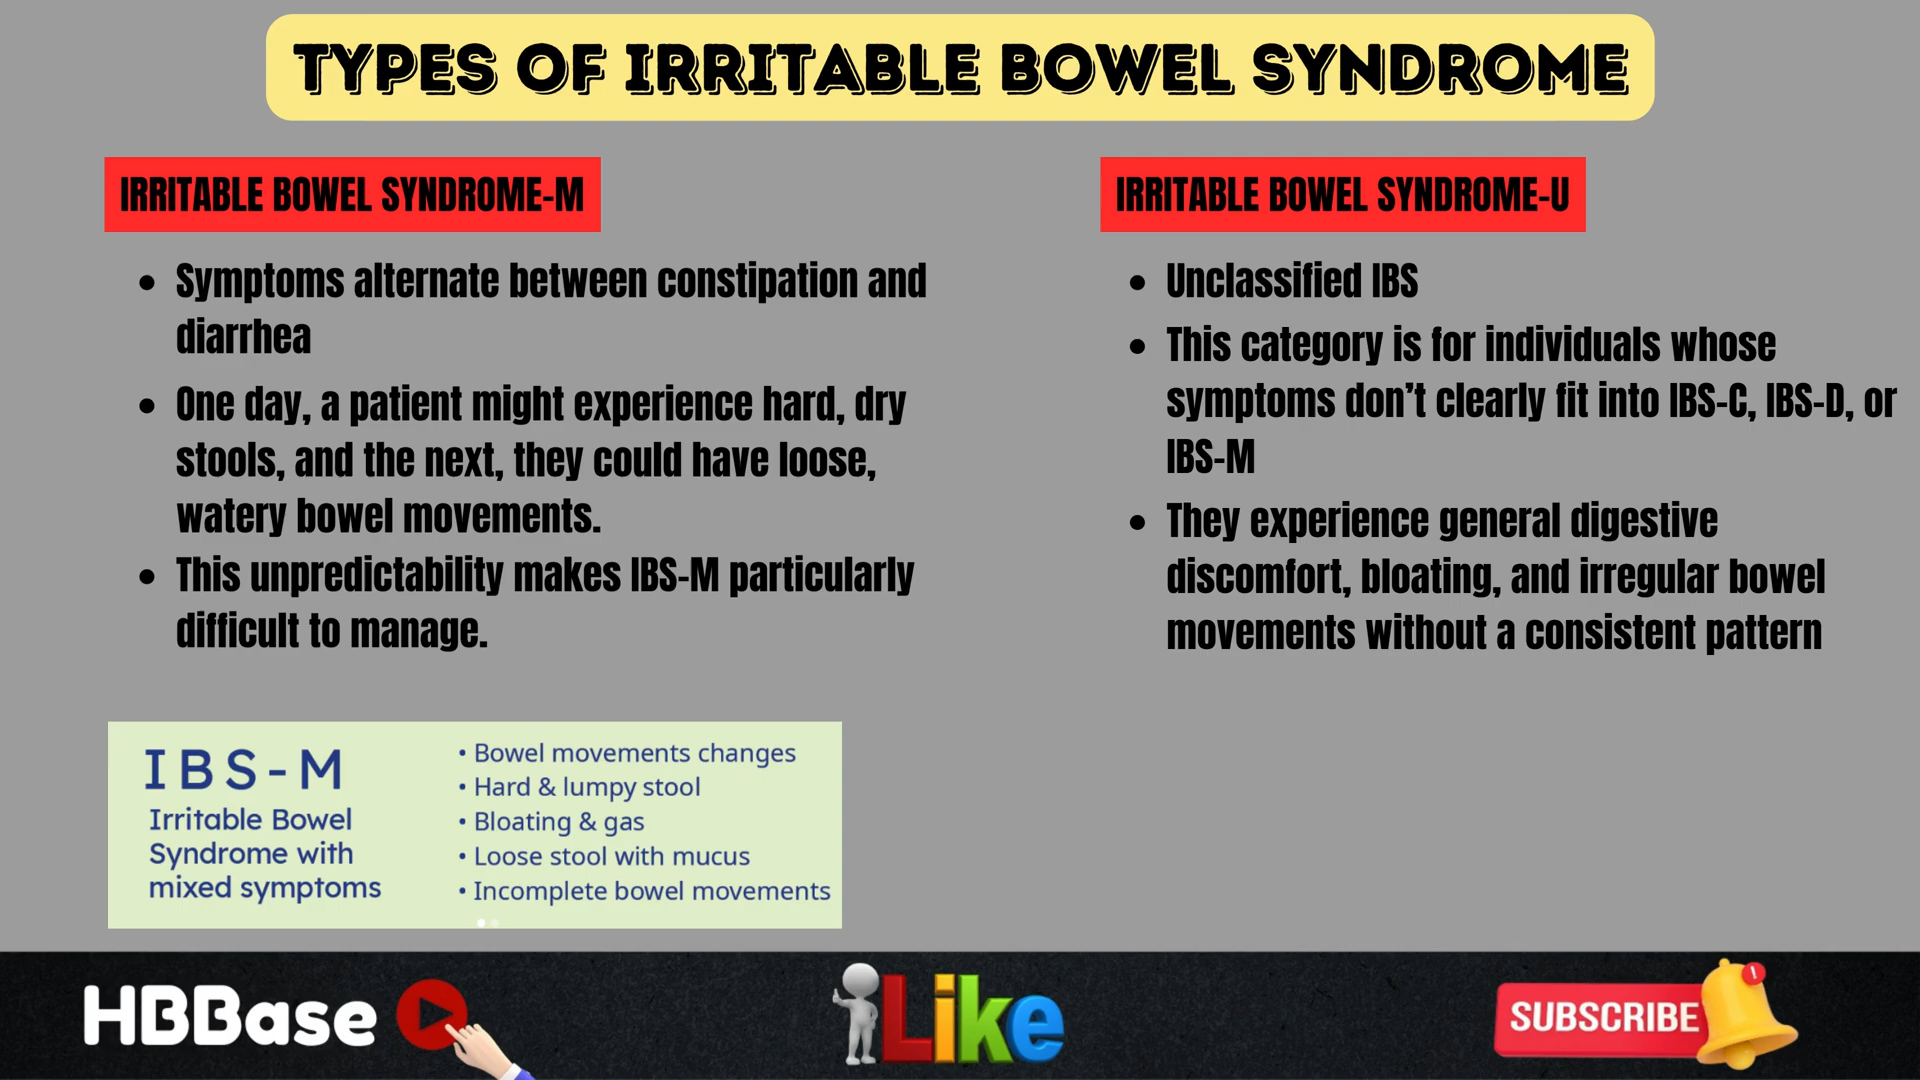 TYPES OF IRRITABLE BOWEL SYNDROME
IRRITABLE BOWEL SYNDROME-M
• Symptoms alternate between constipation and
diarrhea
• One day, a patient might experience hard, dry
stools, and the next, they could have loose,
watery bowel movements.
• This unpredictability makes IBS-M particularly
difficult to manage.
IRRITABLE BOWEL SYNDROME-U
• Unclassified IBS
• This category is for individuals whose
symptoms don’t clearly fit into IBS-C, IBS-D, or
IBS-M
• They experience general digestive
discomfort, bloating, and irregular bowel
movements without a consistent pattern
IBS-M
Irritable Bowel
Syndrome with
mixed symptoms
• Bowel movements changes
• Hard & lumpy stool
• Bloating & gas
• Loose stool with mucus
• Incomplete bowel movements
HBBase
Like
SUBSCRIBE
!